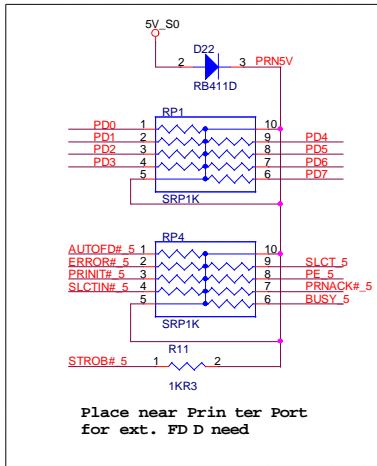 5V_S0
D22
2 3 PRN5V
RB411D
RP1
PD0 1 10
PD1 2 9 PD4
PD2 3 8 PD5
PD3 4 7 PD6
5 6 PD7
SRP1K
RP4
AUTOFD#_5 1 10
ERROR#_5 2 9 SLCT_5
PRINIT#_5 3 8 PE_5
SLCTIN#_5 4 7 PRNACK#_5
5 6 BUSY_5
SRP1K
R11
STROB#_5 1 2
1KR3
Place near Prin ter Port
for ext. FD D need